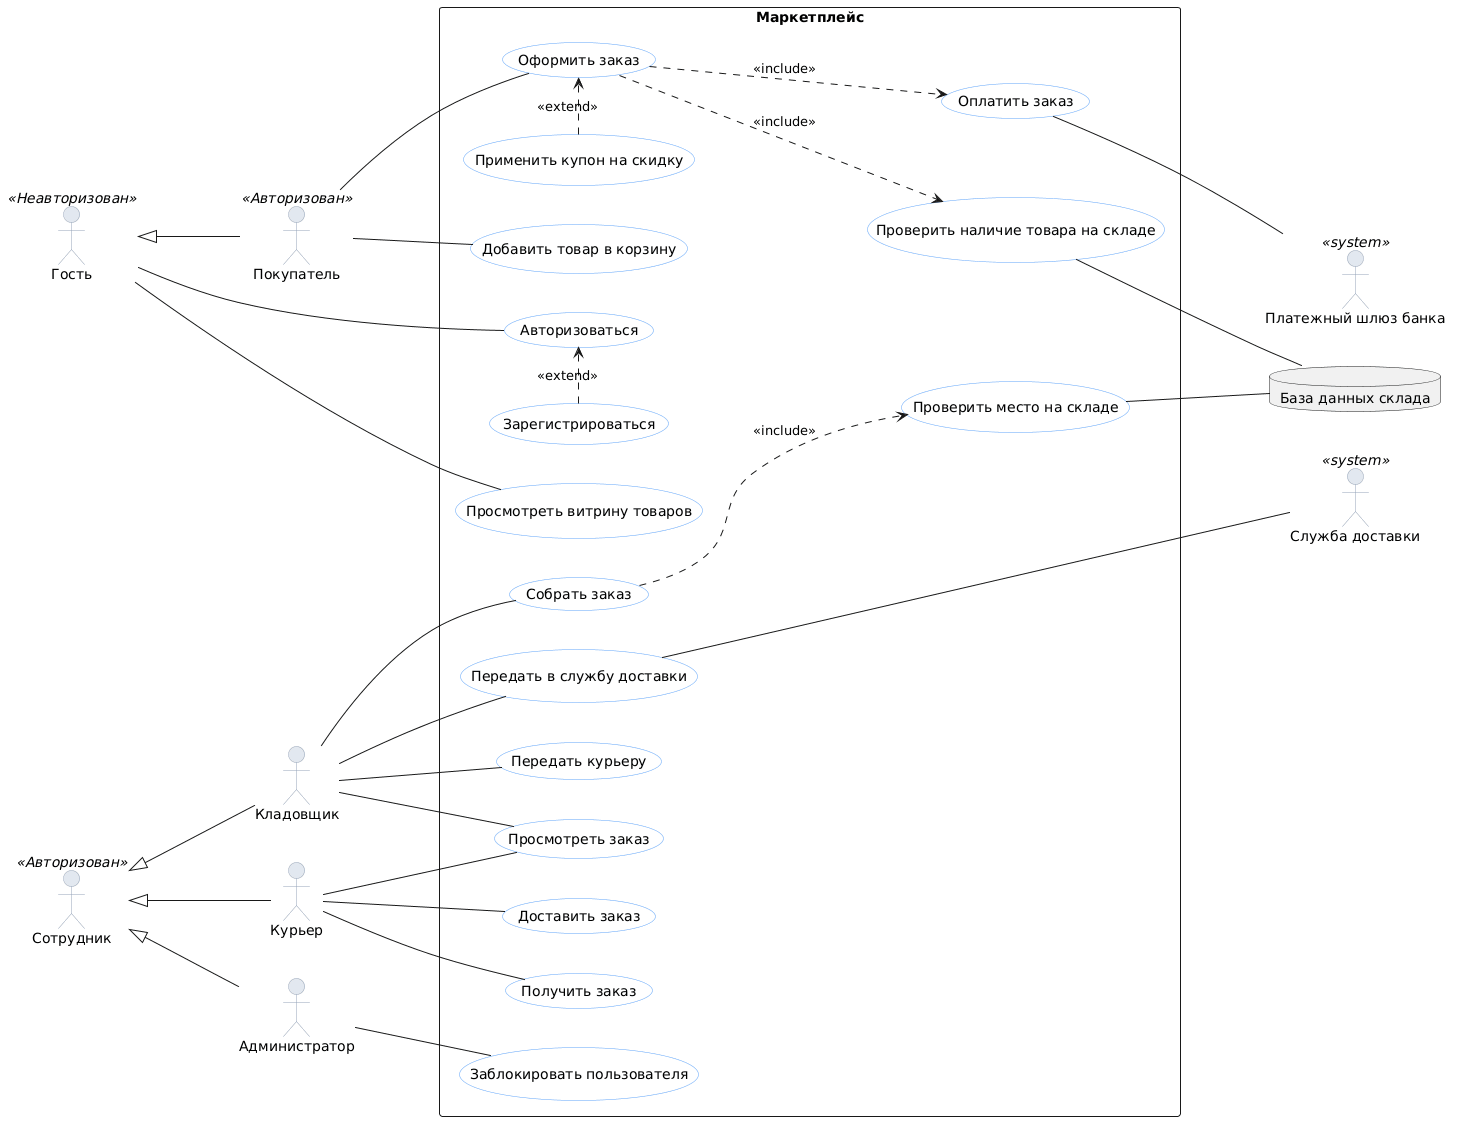 Маркетплейс
Оформить заказ
«include»
Оплатить заказ
«extend»
«include»
Применить купон на скидку
«Неавторизован»
«Авторизован»
Гость
Покупатель
Добавить товар в корзину
Проверить наличие товара на складе
«system»
Платежный шлюз банка
Авторизоваться
«extend»
Зарегистрироваться
«include»
Проверить место на складе
База данных склада
«system»
Служба доставки
Просмотреть витрину товаров
Собрать заказ
Передать в службу доставки
Передать курьеру
Кладовщик
Просмотреть заказ
«Авторизован»
Сотрудник
Курьер
Доставить заказ
Получить заказ
Администратор
Заблокировать пользователя